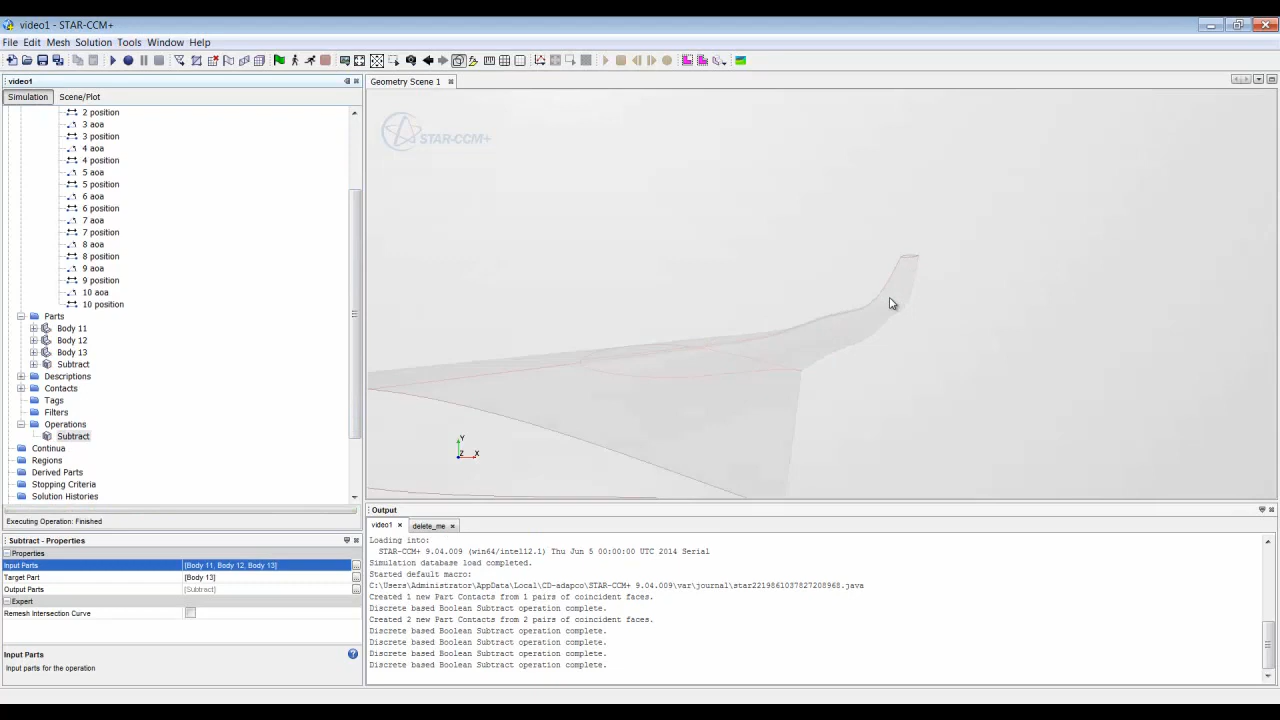 video1 - STAR-CCM+
File Edit Mesh Solution Tools Window Help
video1
Simulation Scene/Plot
2 position
3 aoa
3 position
4 aoa
4 position
5 aoa
5 position
6 aoa
6 position
7 aoa
7 position
8 aoa
8 position
9 aoa
9 position
10 aoa
10 position
Parts
Body 11
Body 12
Body 13
Subtract
Descriptions
Contacts
Tags
Filters
Operations
Subtract
Continua
Regions
Derived Parts
Stopping Criteria
Solution Histories
Executing Operation: Finished
Subtract - Properties
Properties
Input Parts [Body 11, Body 12, Body 13]
Target Part [Body 13]
Output Parts [Subtract]
Expert
Remesh Intersection Curve
Input Parts
Input parts for the operation
Geometry Scene 1
STAR-CCM+
Y
Z X
Output
video1 delete_me
Loading into:
STAR-CCM+ 9.04.009 (win64/intel12.1) Thu Jun 5 00:00:00 UTC 2014 Serial
Simulation database load completed.
Started default macro:
C:\Users\Administrator\AppData\Local\CD-adapco\STAR-CCM+ 9.04.009\var\journal\star2219861037827208968.java
Created 1 new Part Contacts from 1 pairs of coincident faces.
Discrete based Boolean Subtract operation complete.
Created 2 new Part Contacts from 2 pairs of coincident faces.
Discrete based Boolean Subtract operation complete.
Discrete based Boolean Subtract operation complete.
Discrete based Boolean Subtract operation complete.
Discrete based Boolean Subtract operation complete.